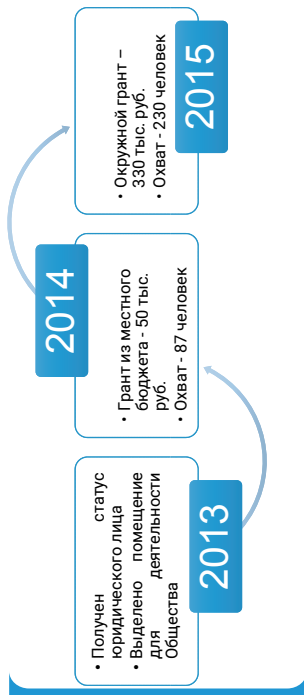 • Получен статус
юридического лица
• Выделено помещение
для деятельности
Общества
2013
2014
• Грант из местного
бюджета - 50 тыс.
руб.
• Охват - 87 человек
• Окружной грант –
330 тыс. руб.
• Охват - 230 человек
2015